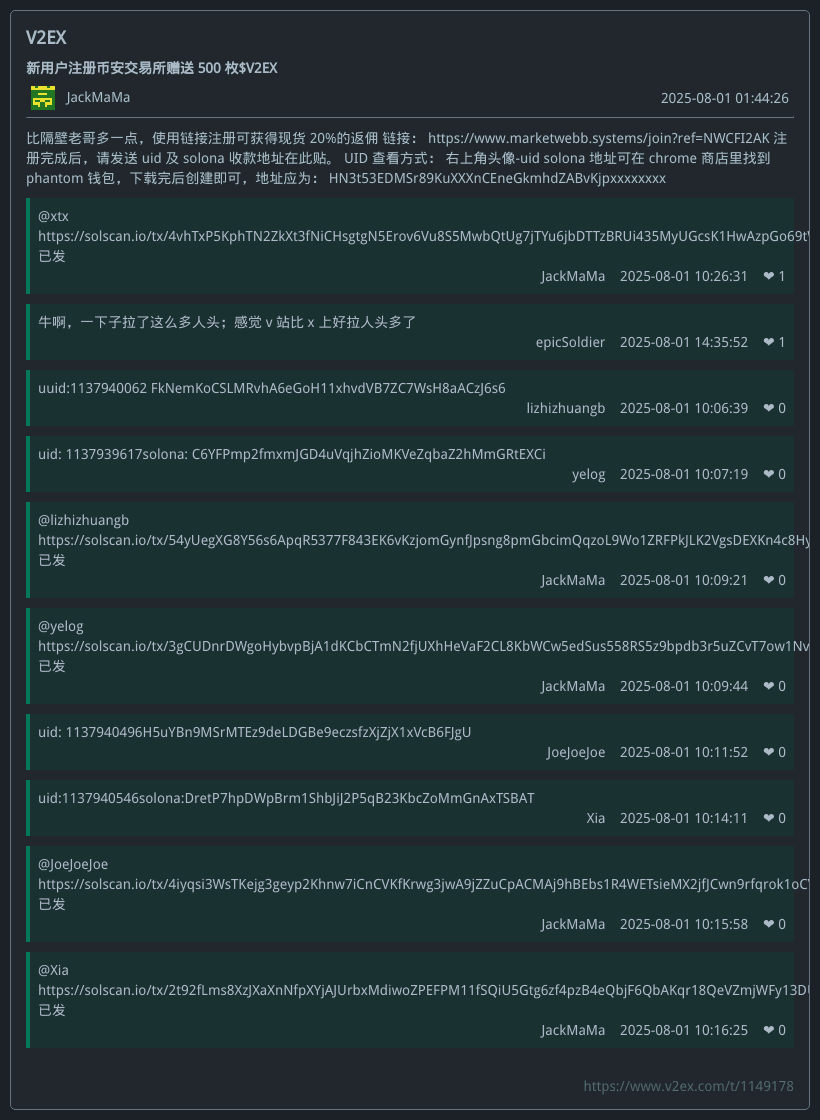 V2EX
新用户注册币安交易所赠送 500 枚$V2EX
JackMaMa
2025-08-01 01:44:26
比隔壁老哥多一点，使用链接注册可获得现货 20%的返佣 链接： https://www.marketwebb.systems/join?ref=NWCFI2AK 注
册完成后，请发送 uid 及 solona 收款地址在此贴。 UID 查看方式： 右上角头像-uid solona 地址可在 chrome 商店里找到
phantom 钱包，下载完后创建即可，地址应为： HN3t53EDMSr89KuXXXnCEneGkmhdZABvKjpxxxxxxxx
@xtx
https://solscan.io/tx/4vhTxP5KphTN2ZkXt3fNiCHsgtgN5Erov6Vu8S5MwbQtUg7jTYu6jbDTTzBRUi435MyUGcsK1HwAzpGo69t
已发
JackMaMa 2025-08-01 10:26:31 ❤ 1
牛啊，一下子拉了这么多人头；感觉 v 站比 x 上好拉人头多了
epicSoldier 2025-08-01 14:35:52 ❤ 1
uuid:1137940062 FkNemKoCSLMRvhA6eGoH11xhvdVB7ZC7WsH8aACzJ6s6
lizhizhuangb 2025-08-01 10:06:39 ❤ 0
uid: 1137939617solona: C6YFPmp2fmxmJGD4uVqjhZioMKVeZqbaZ2hMmGRtEXCi
yelog 2025-08-01 10:07:19 ❤ 0
@lizhizhuangb
https://solscan.io/tx/54yUegXG8Y56s6ApqR5377F843EK6vKzjomGynfJpsng8pmGbcimQqzoL9Wo1ZRFPkJLK2VgsDEXKn4c8Hy
已发
JackMaMa 2025-08-01 10:09:21 ❤ 0
@yelog
https://solscan.io/tx/3gCUDnrDWgoHybvpBjA1dKCbCTmN2fjUXhHeVaF2CL8KbWCw5edSus558RS5z9bpdb3r5uZCvT7ow1Nv
已发
JackMaMa 2025-08-01 10:09:44 ❤ 0
uid: 1137940496H5uYBn9MSrMTEz9deLDGBe9eczsfzXjZjX1xVcB6FJgU
JoeJoeJoe 2025-08-01 10:11:52 ❤ 0
uid:1137940546solona:DretP7hpDWpBrm1ShbJiJ2P5qB23KbcZoMmGnAxTSBAT
Xia 2025-08-01 10:14:11 ❤ 0
@JoeJoeJoe
https://solscan.io/tx/4iyqsi3WsTKejg3geyp2Khnw7iCnCVKfKrwg3jwA9jZZuCpACMAj9hBEbs1R4WETsieMX2jfJCwn9rfqrok1oC
已发
JackMaMa 2025-08-01 10:15:58 ❤ 0
@Xia
https://solscan.io/tx/2t92fLms8XzJXaXnNfpXYjAJUrbxMdiwoZPEFPM11fSQiU5Gtg6zf4pzB4eQbjF6QbAKqr18QeVZmjWFy13D
已发
JackMaMa 2025-08-01 10:16:25 ❤ 0
https://www.v2ex.com/t/1149178